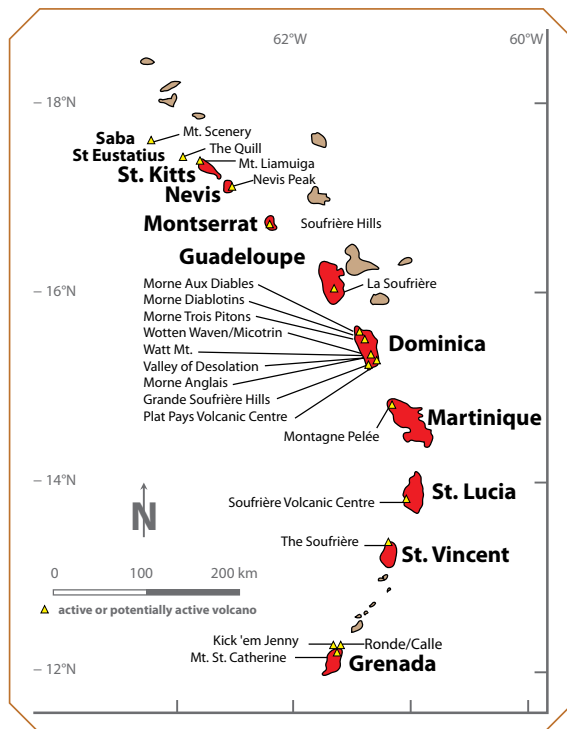 62°W
60°W
18°N
Mt. Scenery
Saba
The Quill
St Eustatius
Mt. Liamuiga
St. Kitts
Nevis Peak
Nevis
Montserrat
Soufrière Hills
Guadeloupe
Morne Aux Diables
La Soufrière
16°N
Morne Diablotins
Morne Trois Pitons
Wotten Waven/Micotrin
Dominica
Watt Mt.
Valley of Desolation
Morne Anglais
Grande Soufrière Hills
Plat Pays Volcanic Centre
Martinique
Montagne Pelée
14°N
St. Lucia
Soufrière Volcanic Centre
N
The Soufrière
St. Vincent
0 100 200 km
active or potentially active volcano
Kick 'em Jenny
Ronde/Calle
Mt. St. Catherine
Grenada
12°N